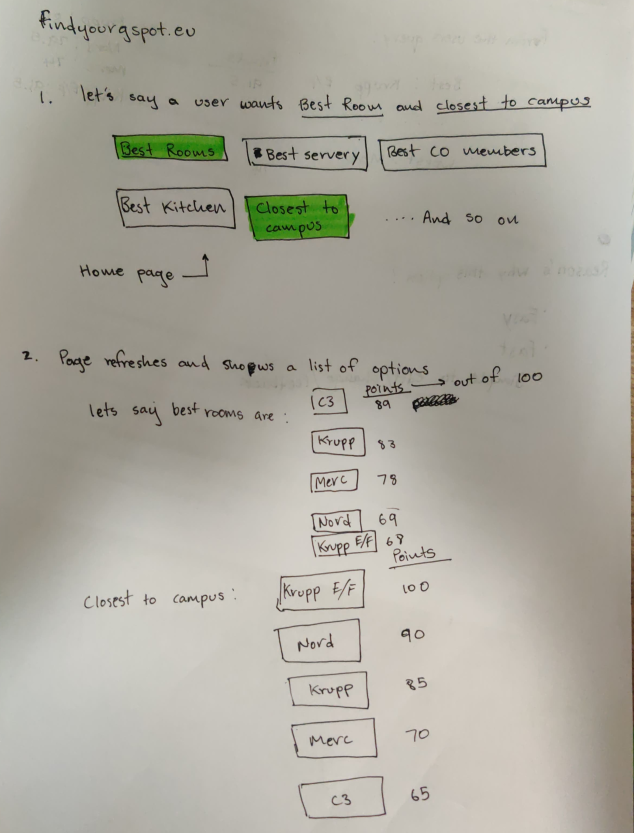 findyourgspot.eu
1. let's say a user wants Best Room and closest to campus
Best Rooms Best servery Best CO members
Best Kitchen Closest to campus .... And so on
Home page
2. Page refreshes and shows a list of options
points → out of 100
lets say best rooms are : C3 89
Krupp 83
Merc 78
Nord 69
Krupp E/F 68
Points
Closest to campus : Krupp E/F 100
Nord 90
Krupp 85
Merc 70
C3 65